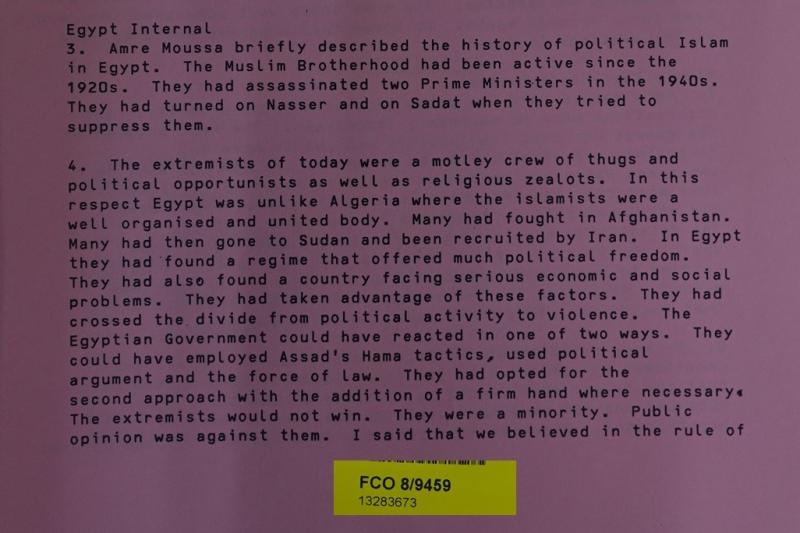 Egypt Internal
3.  Amre Moussa briefly described the history of political Islam
in Egypt.  The Muslim Brotherhood had been active since the
1920s.  They had assassinated two Prime Ministers in the 1940s.
They had turned on Nasser and on Sadat when they tried to
suppress them.
4.  The extremists of today were a motley crew of thugs and
political opportunists as well as religious zealots.  In this
respect Egypt was unlike Algeria where the islamists were a
well organised and united body.  Many had fought in Afghanistan.
Many had then gone to Sudan and been recruited by Iran.  In Egypt
they had found a regime that offered much political freedom.
They had also found a country facing serious economic and social
problems.  They had taken advantage of these factors.  They had
crossed the divide from political activity to violence.  The
Egyptian Government could have reacted in one of two ways.  They
could have employed Assad's Hama tactics, used political
argument and the force of law.  They had opted for the
second approach with the addition of a firm hand where necessary.
The extremists would not win.  They were a minority.  Public
opinion was against them.  I said that we believed in the rule of
FCO 8/9459
13283673